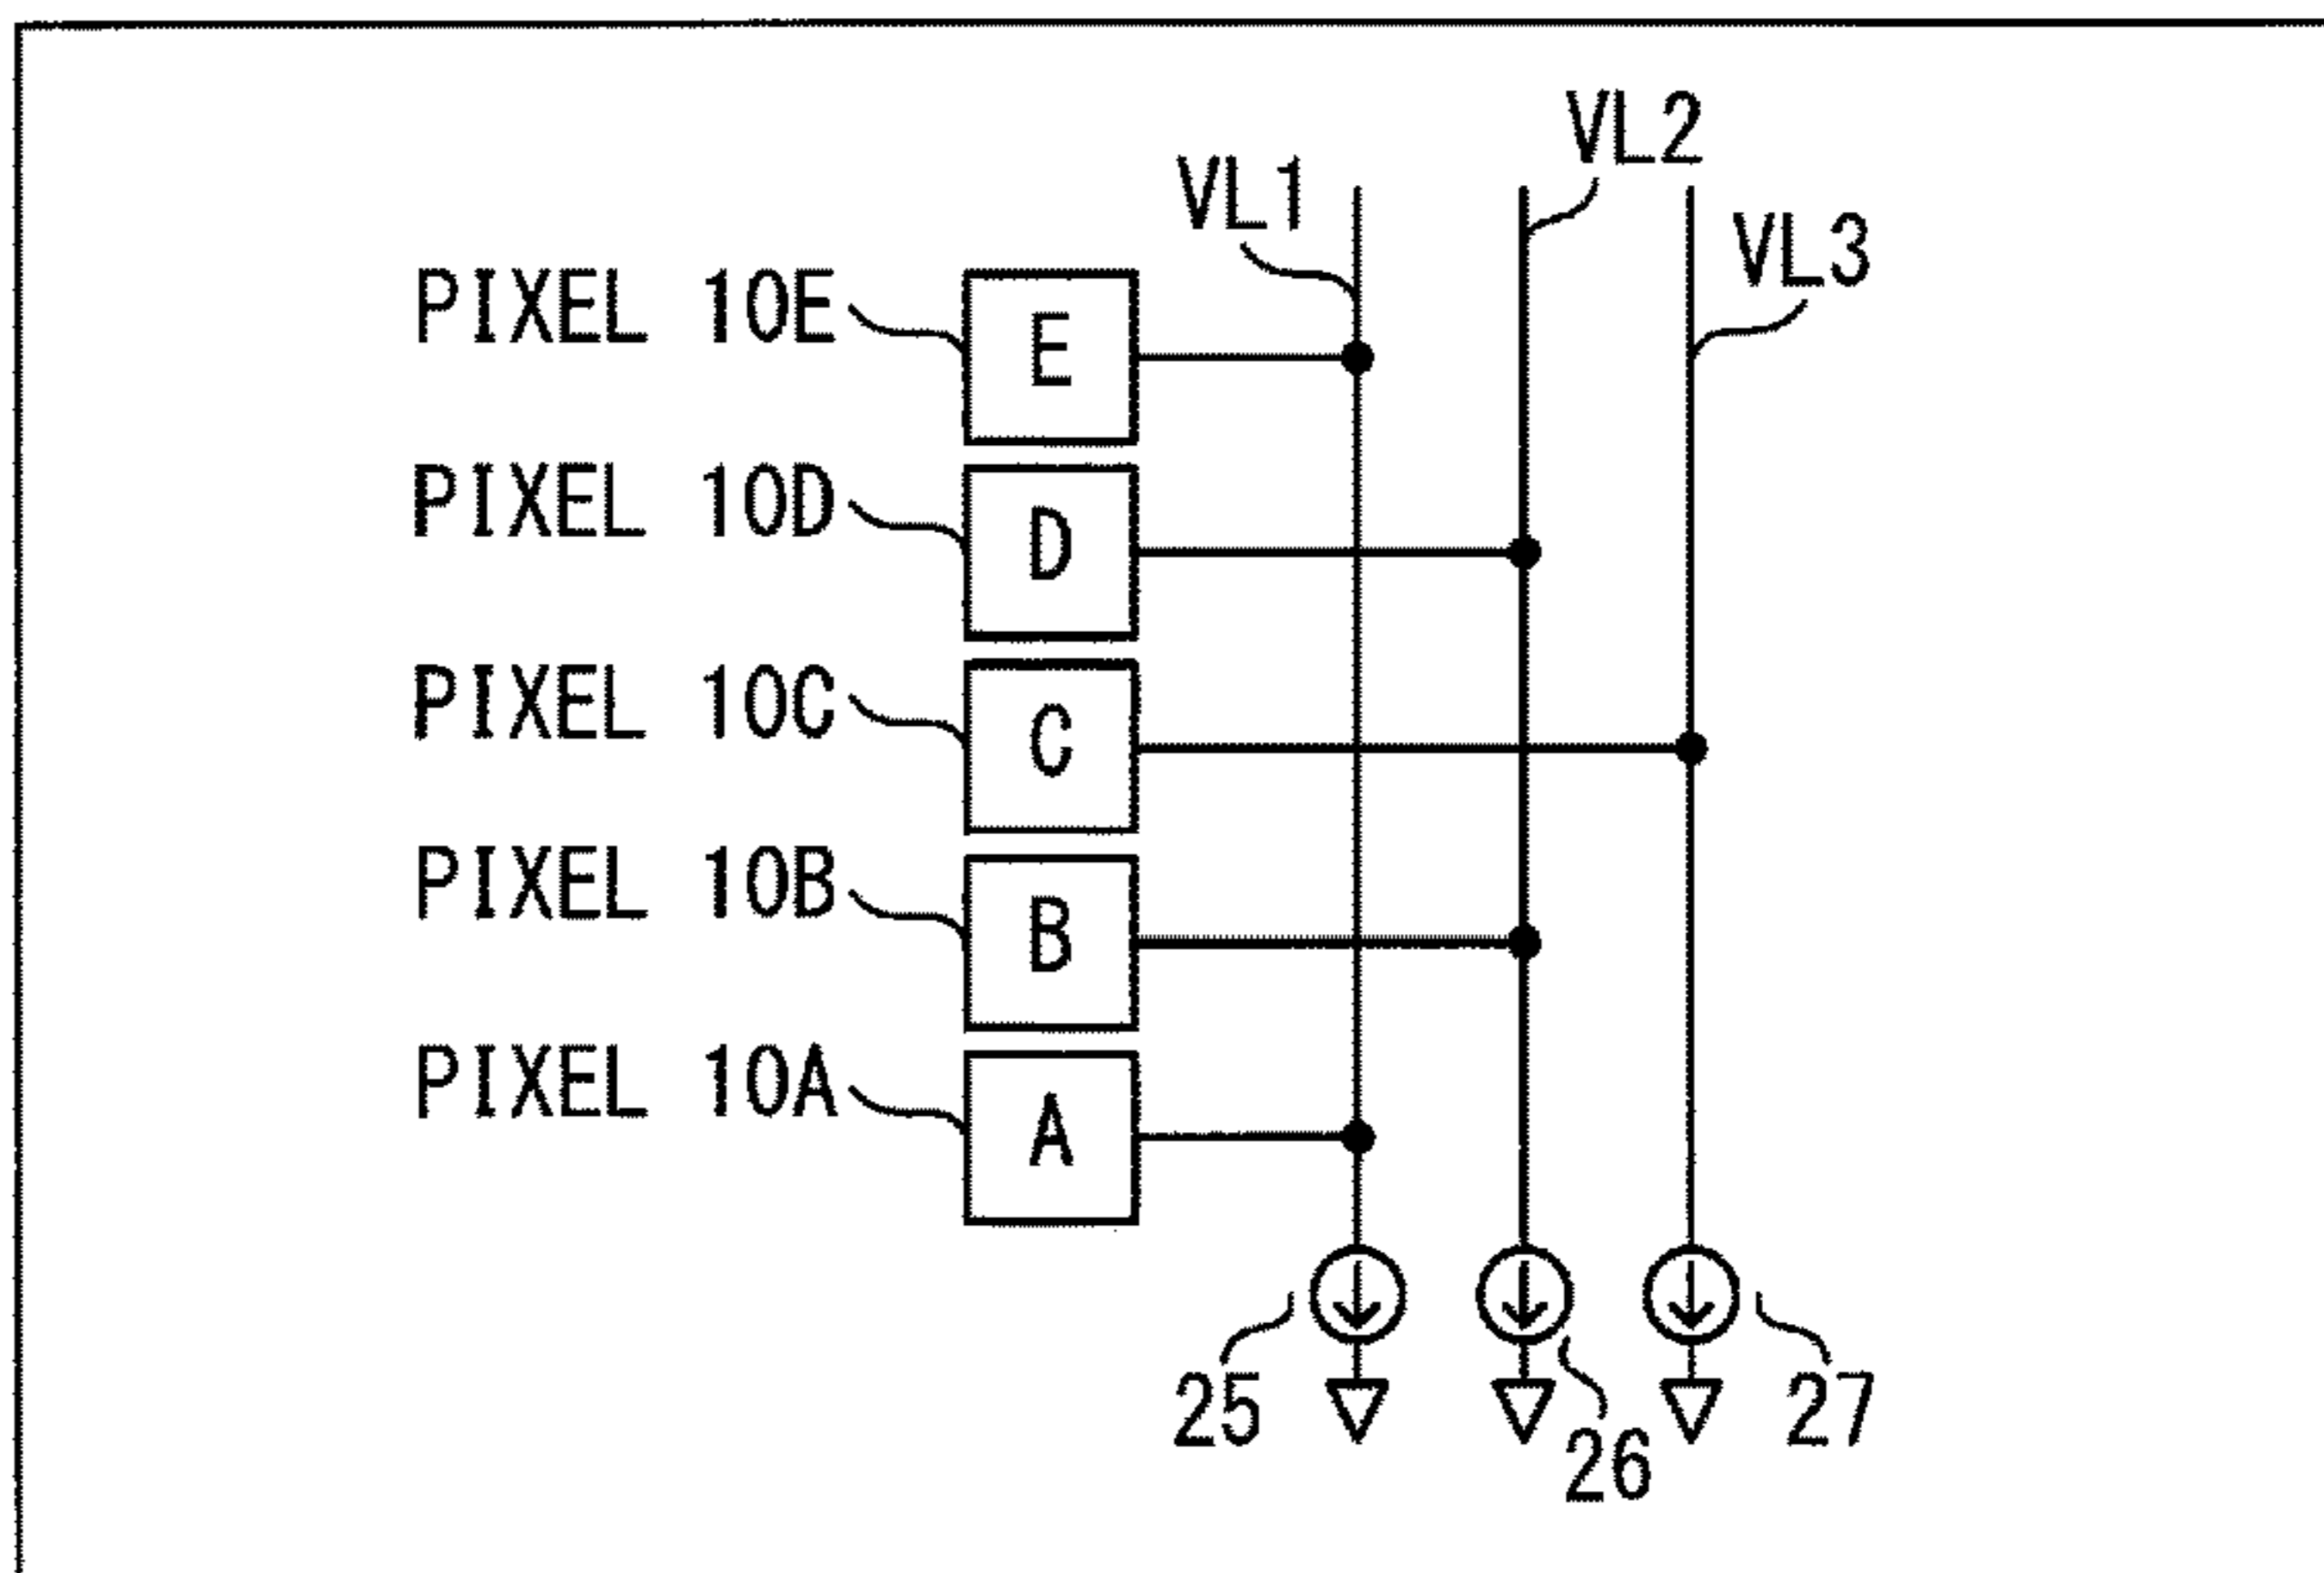 VL2
VL1
VL3
PIXEL 10E
E
PIXEL 10D
D
PIXEL 10C
C
PIXEL 10B
B
PIXEL 10A
A
25
26
27